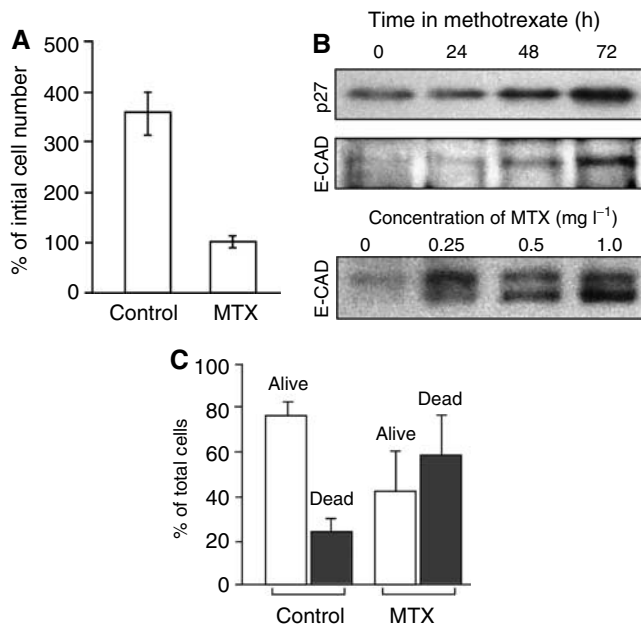 A
% of intial cell number
500
400
300
200
100
0
Control MTX
B
Time in methotrexate (h)
0 24 48 72
p27
E-CAD
Concentration of MTX (mg l⁻¹)
0 0.25 0.5 1.0
E-CAD
C
% of total cells
100
80
60
40
20
0
Alive
Dead
Alive
Dead
Control MTX